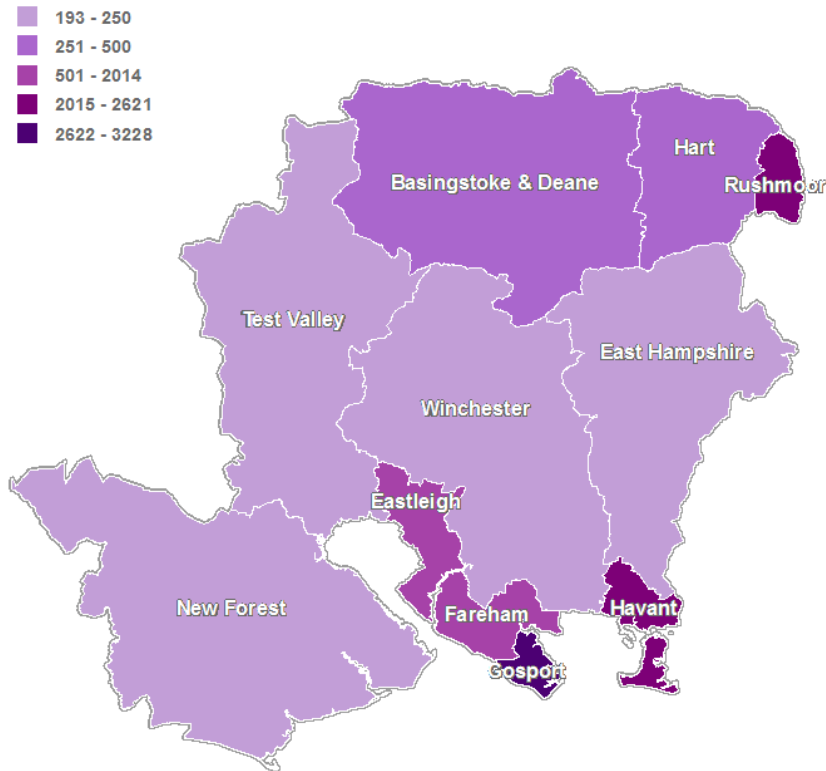 193 - 250
251 - 500
501 - 2014
2015 - 2621
2622 - 3228
Hart
Basingstoke & Deane
Rushmoor
Test Valley
East Hampshire
Winchester
Eastleigh
New Forest
Fareham
Havant
Gosport